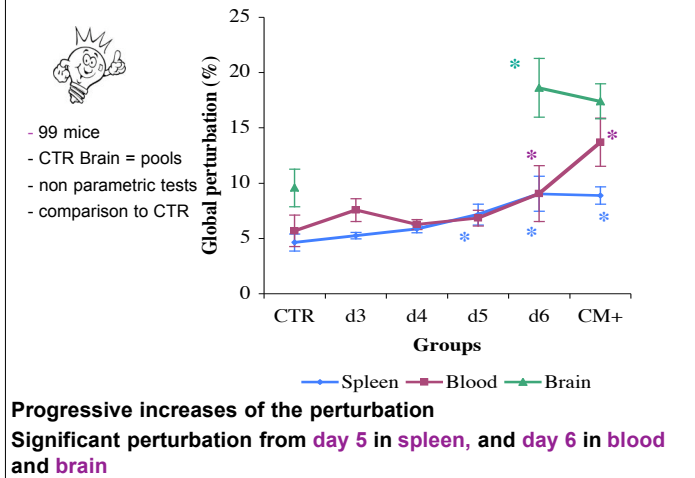 - 99 mice
- CTR Brain = pools
- non parametric tests
- comparison to CTR
Global perturbation (%)
25
20
15
10
5
0
*
*
*
*
*
*
CTR d3 d4 d5 d6 CM+
Groups
Spleen Blood Brain
Progressive increases of the perturbation
Significant perturbation from day 5 in spleen, and day 6 in blood
and brain